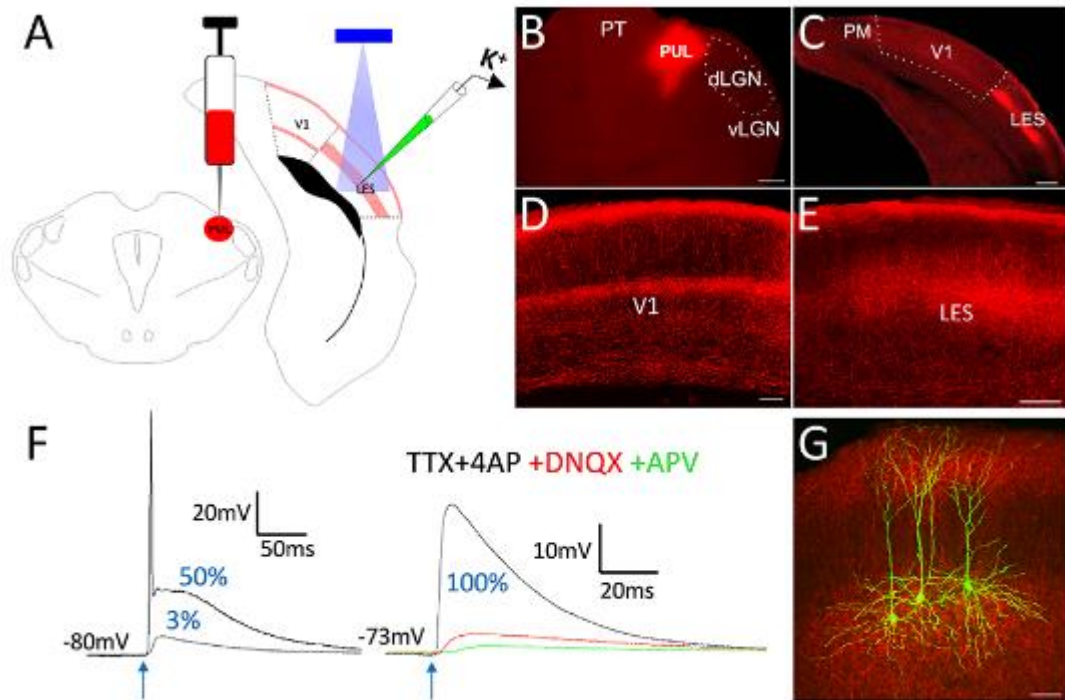 A
K+
V1
LES
PUL
B
PT
PUL
dLGN
vLGN
C
PM
V1
LES
D
V1
E
LES
F
TTX+4AP +DNQX +APV
20mV
50ms
50%
3%
-80mV
10mV
20ms
100%
-73mV
G